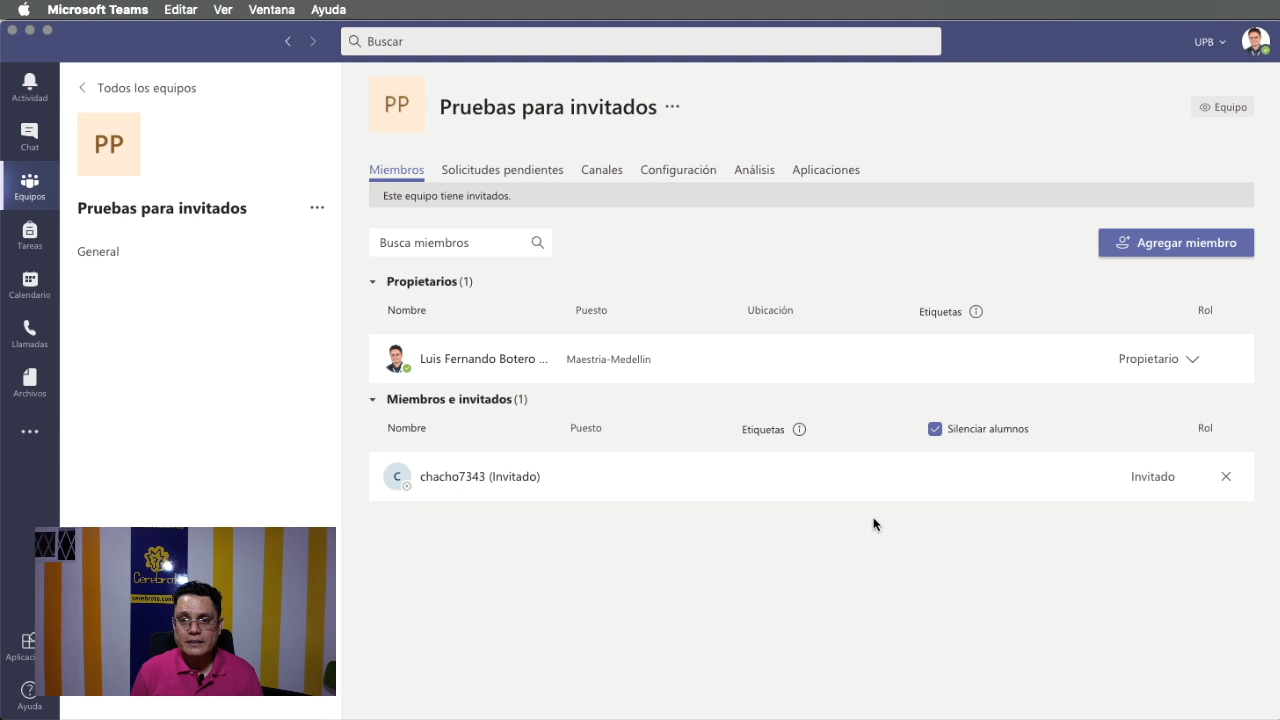 Microsoft Teams Editar Ver Ventana Ayuda
Buscar
UPB
Actividad
Chat
Equipos
Tareas
Calendario
Llamadas
Archivos
Ayuda
Todos los equipos
PP
Pruebas para invitados
General
PP
Pruebas para invitados
Equipo
Miembros Solicitudes pendientes Canales Configuración Análisis Aplicaciones
Este equipo tiene invitados.
Busca miembros
Agregar miembro
Propietarios (1)
Nombre Puesto Ubicación Etiquetas Rol
Luis Fernando Botero ... Maestria-Medellin Propietario
Miembros e invitados (1)
Nombre Puesto Etiquetas Silenciar alumnos Rol
C chacho7343 (Invitado) Invitado
Cerebrote